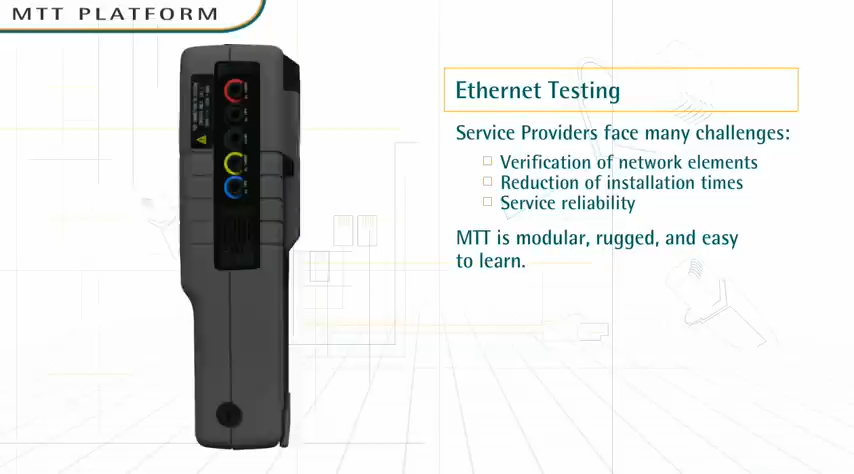 MTT PLATFORM
Ethernet Testing
Service Providers face many challenges:
Verification of network elements
Reduction of installation times
Service reliability
MTT is modular, rugged, and easy
to learn.